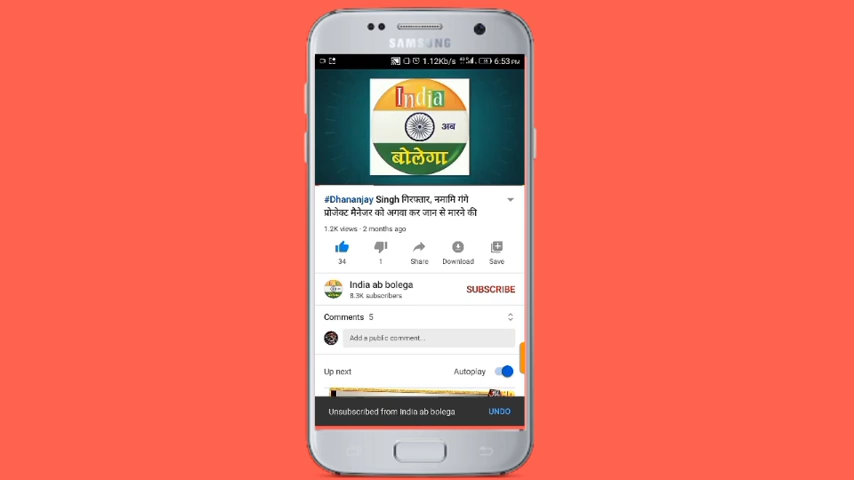 SAMSUNG
1.12Kb/s 6:53 PM
India
अब
बोलेगा
#Dhananjay Singh गिरफ्तार, नमामि गंगे
प्रोजेक्ट मैनेजर को अगवा कर जान से मारने की
1.2K views · 2 months ago
34
1
Share
Download
Save
India ab bolega
8.3K subscribers
SUBSCRIBE
Comments 5
Add a public comment...
Up next
Autoplay
Unsubscribed from India ab bolega
UNDO